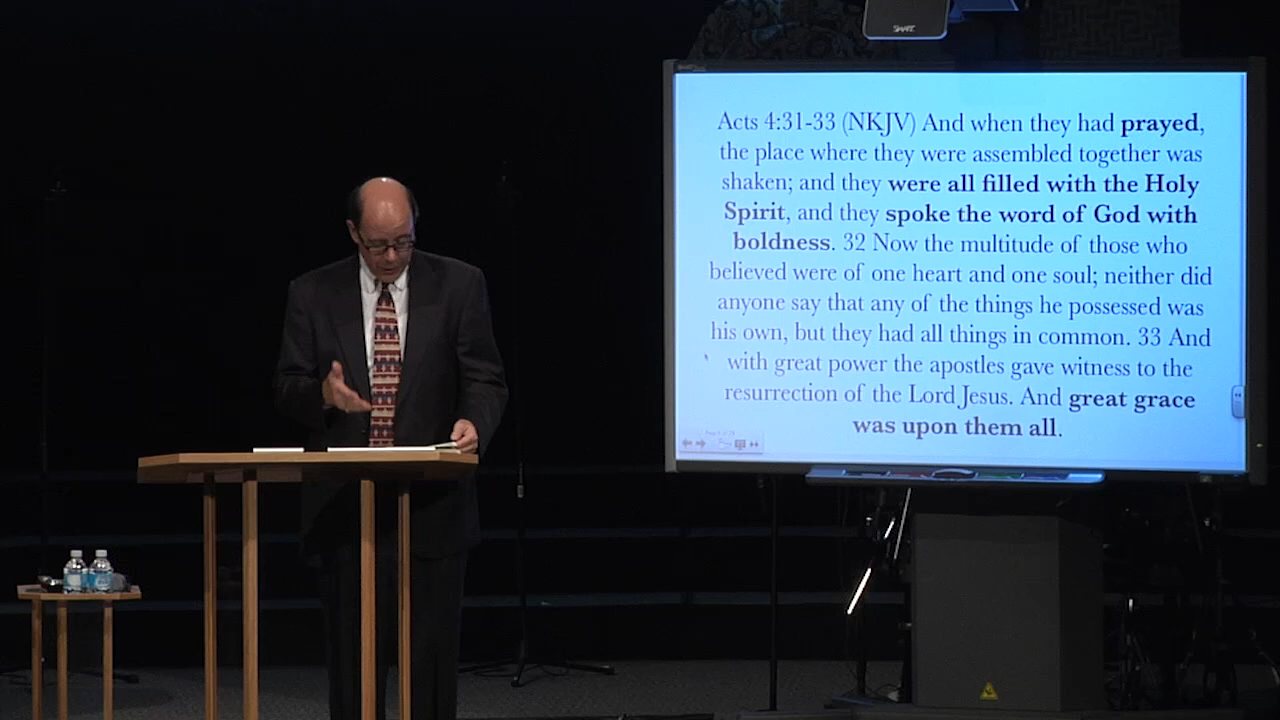 SMART
Acts 4:31-33 (NKJV) And when they had prayed,
the place where they were assembled together was
shaken; and they were all filled with the Holy
Spirit, and they spoke the word of God with
boldness. 32 Now the multitude of those who
believed were of one heart and one soul; neither did
anyone say that any of the things he possessed was
his own, but they had all things in common. 33 And
with great power the apostles gave witness to the
resurrection of the Lord Jesus. And great grace
was upon them all.